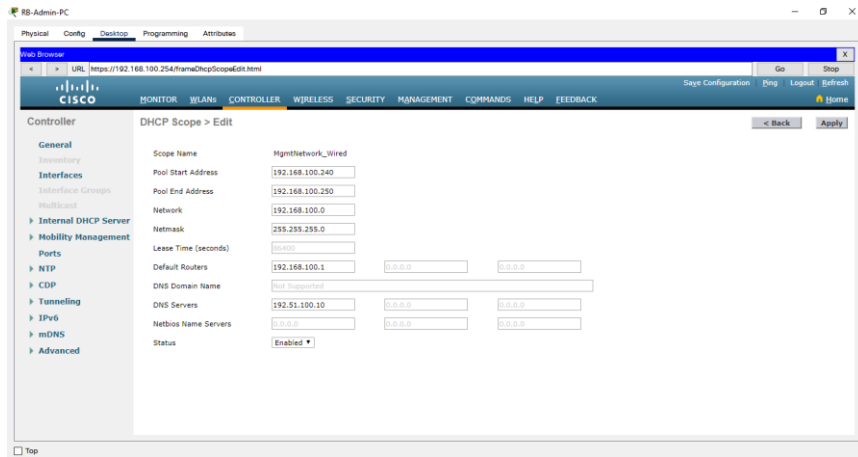 RB-Admin-PC
Physical Config Desktop Programming Attributes
Web Browser X
< > URL https://192.168.100.254/frameDhcpScopeEdit.html Go Stop
Save Configuration Ping Logout Refresh
CISCO MONITOR WLANs CONTROLLER WIRELESS SECURITY MANAGEMENT COMMANDS HELP FEEDBACK Home
Controller DHCP Scope > Edit < Back Apply
General
Inventory
Interfaces
Interface Groups
Multicast
Internal DHCP Server
Mobility Management
Ports
NTP
CDP
Tunneling
IPv6
mDNS
Advanced
Scope Name MgmtNetwork_Wired
Pool Start Address 192.168.100.240
Pool End Address 192.168.100.250
Network 192.168.100.0
Netmask 255.255.255.0
Lease Time (seconds) 86400
Default Routers 192.168.100.1 0.0.0.0 0.0.0.0
DNS Domain Name Not Supported
DNS Servers 192.51.100.10 0.0.0.0 0.0.0.0
Netbios Name Servers 0.0.0.0 0.0.0.0 0.0.0.0
Status Enabled
Top